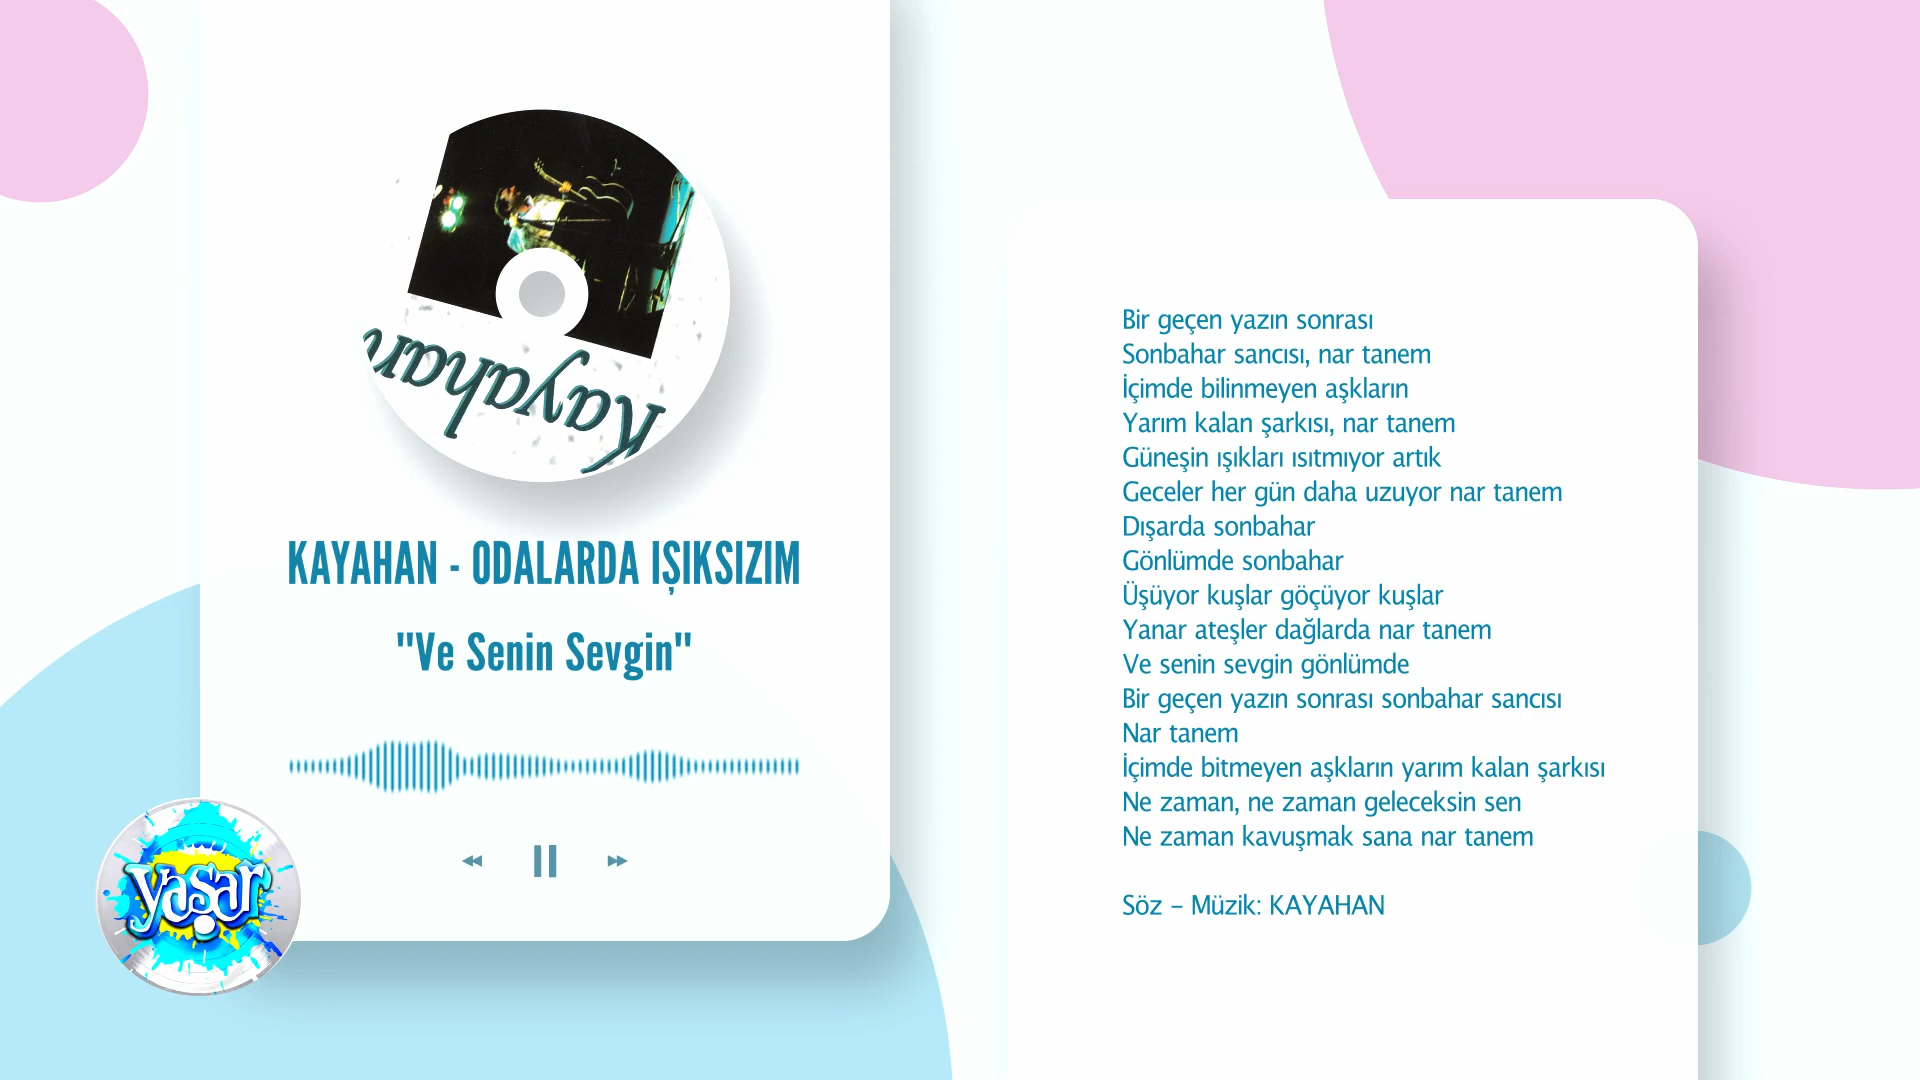 Kayahan
KAYAHAN - ODALARDA IŞIKSIZIM
"Ve Senin Sevgin"
yaşar
Bir geçen yazın sonrası
Sonbahar sancısı, nar tanem
İçimde bilinmeyen aşkların
Yarım kalan şarkısı, nar tanem
Güneşin ışıkları ısıtmıyor artık
Geceler her gün daha uzuyor nar tanem
Dışarda sonbahar
Gönlümde sonbahar
Üşüyor kuşlar göçüyor kuşlar
Yanar ateşler dağlarda nar tanem
Ve senin sevgin gönlümde
Bir geçen yazın sonrası sonbahar sancısı
Nar tanem
İçimde bitmeyen aşkların yarım kalan şarkısı
Ne zaman, ne zaman geleceksin sen
Ne zaman kavuşmak sana nar tanem
Söz – Müzik: KAYAHAN